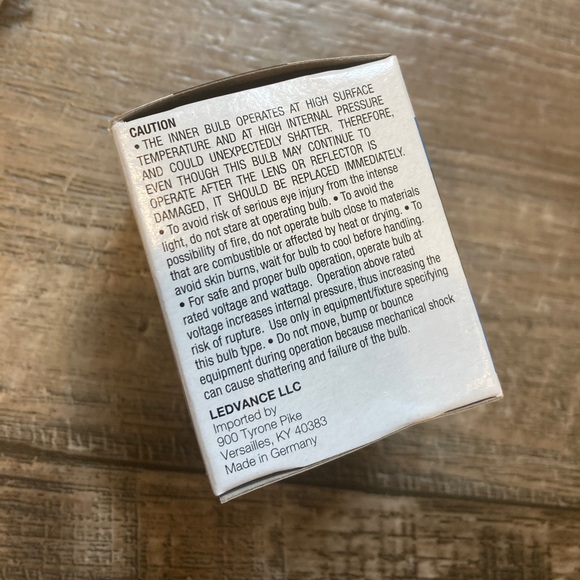 CAUTION
• THE INNER BULB OPERATES AT HIGH SURFACE
TEMPERATURE AND AT HIGH INTERNAL PRESSURE
AND COULD UNEXPECTEDLY SHATTER. THEREFORE,
EVEN THOUGH THIS BULB MAY CONTINUE TO
OPERATE AFTER THE LENS OR REFLECTOR IS
DAMAGED, IT SHOULD BE REPLACED IMMEDIATELY.
• To avoid risk of serious eye injury from the intense
light, do not stare at operating bulb. • To avoid the
possibility of fire, do not operate bulb close to materials
that are combustible or affected by heat or drying. • To
avoid skin burns, wait for bulb to cool before handling.
• For safe and proper bulb operation, operate bulb at
rated voltage and wattage. Operation above rated
voltage increases internal pressure, thus increasing the
risk of rupture. Use only in equipment/fixture specifying
this bulb type. • Do not move, bump or bounce
equipment during operation because mechanical shock
can cause shattering and failure of the bulb.
LEDVANCE LLC
Imported by
900 Tyrone Pike
Versailles, KY 40383
Made in Germany